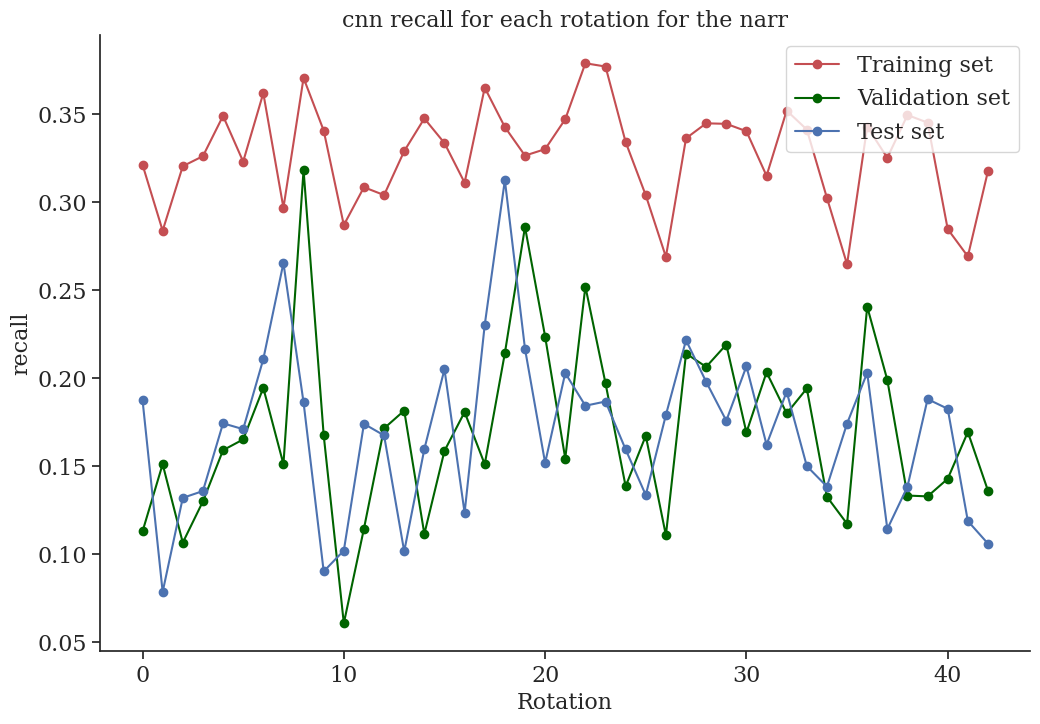 cnn recall for each rotation for the narr
Training set
Validation set
Test set
0.35
0.30
0.25
0.20
0.15
0.10
0.05
recall
0 10 20 30 40
Rotation